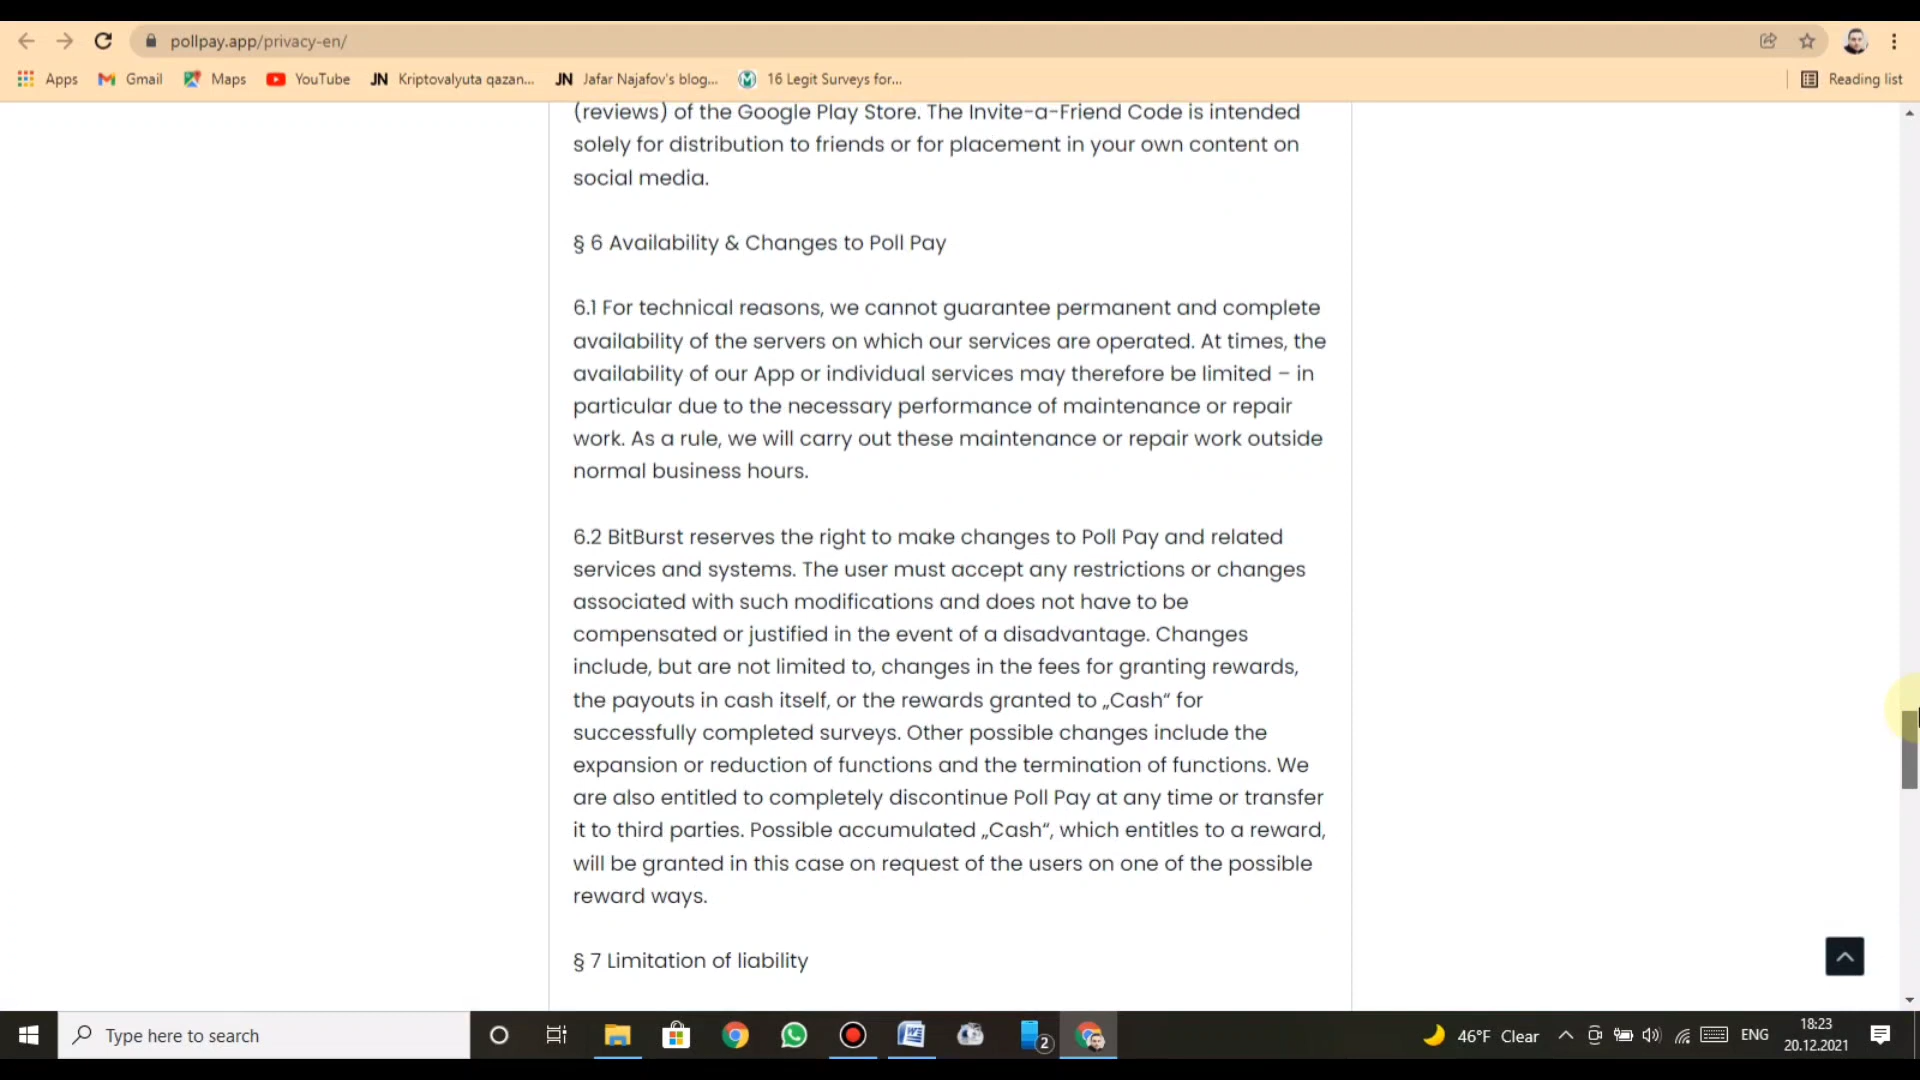 pollpay.app/privacy-en/
Apps Gmail Maps YouTube JN Kriptovalyuta qazan... JN Jafar Najafov's blog... 16 Legit Surveys for... Reading list
(reviews) of the Google Play Store. The Invite-a-Friend Code is intended
solely for distribution to friends or for placement in your own content on
social media.
§ 6 Availability & Changes to Poll Pay
6.1 For technical reasons, we cannot guarantee permanent and complete
availability of the servers on which our services are operated. At times, the
availability of our App or individual services may therefore be limited – in
particular due to the necessary performance of maintenance or repair
work. As a rule, we will carry out these maintenance or repair work outside
normal business hours.
6.2 BitBurst reserves the right to make changes to Poll Pay and related
services and systems. The user must accept any restrictions or changes
associated with such modifications and does not have to be
compensated or justified in the event of a disadvantage. Changes
include, but are not limited to, changes in the fees for granting rewards,
the payouts in cash itself, or the rewards granted to „Cash“ for
successfully completed surveys. Other possible changes include the
expansion or reduction of functions and the termination of functions. We
are also entitled to completely discontinue Poll Pay at any time or transfer
it to third parties. Possible accumulated „Cash“, which entitles to a reward,
will be granted in this case on request of the users on one of the possible
reward ways.
§ 7 Limitation of liability
Type here to search 2 46°F Clear ENG 18:23
20.12.2021